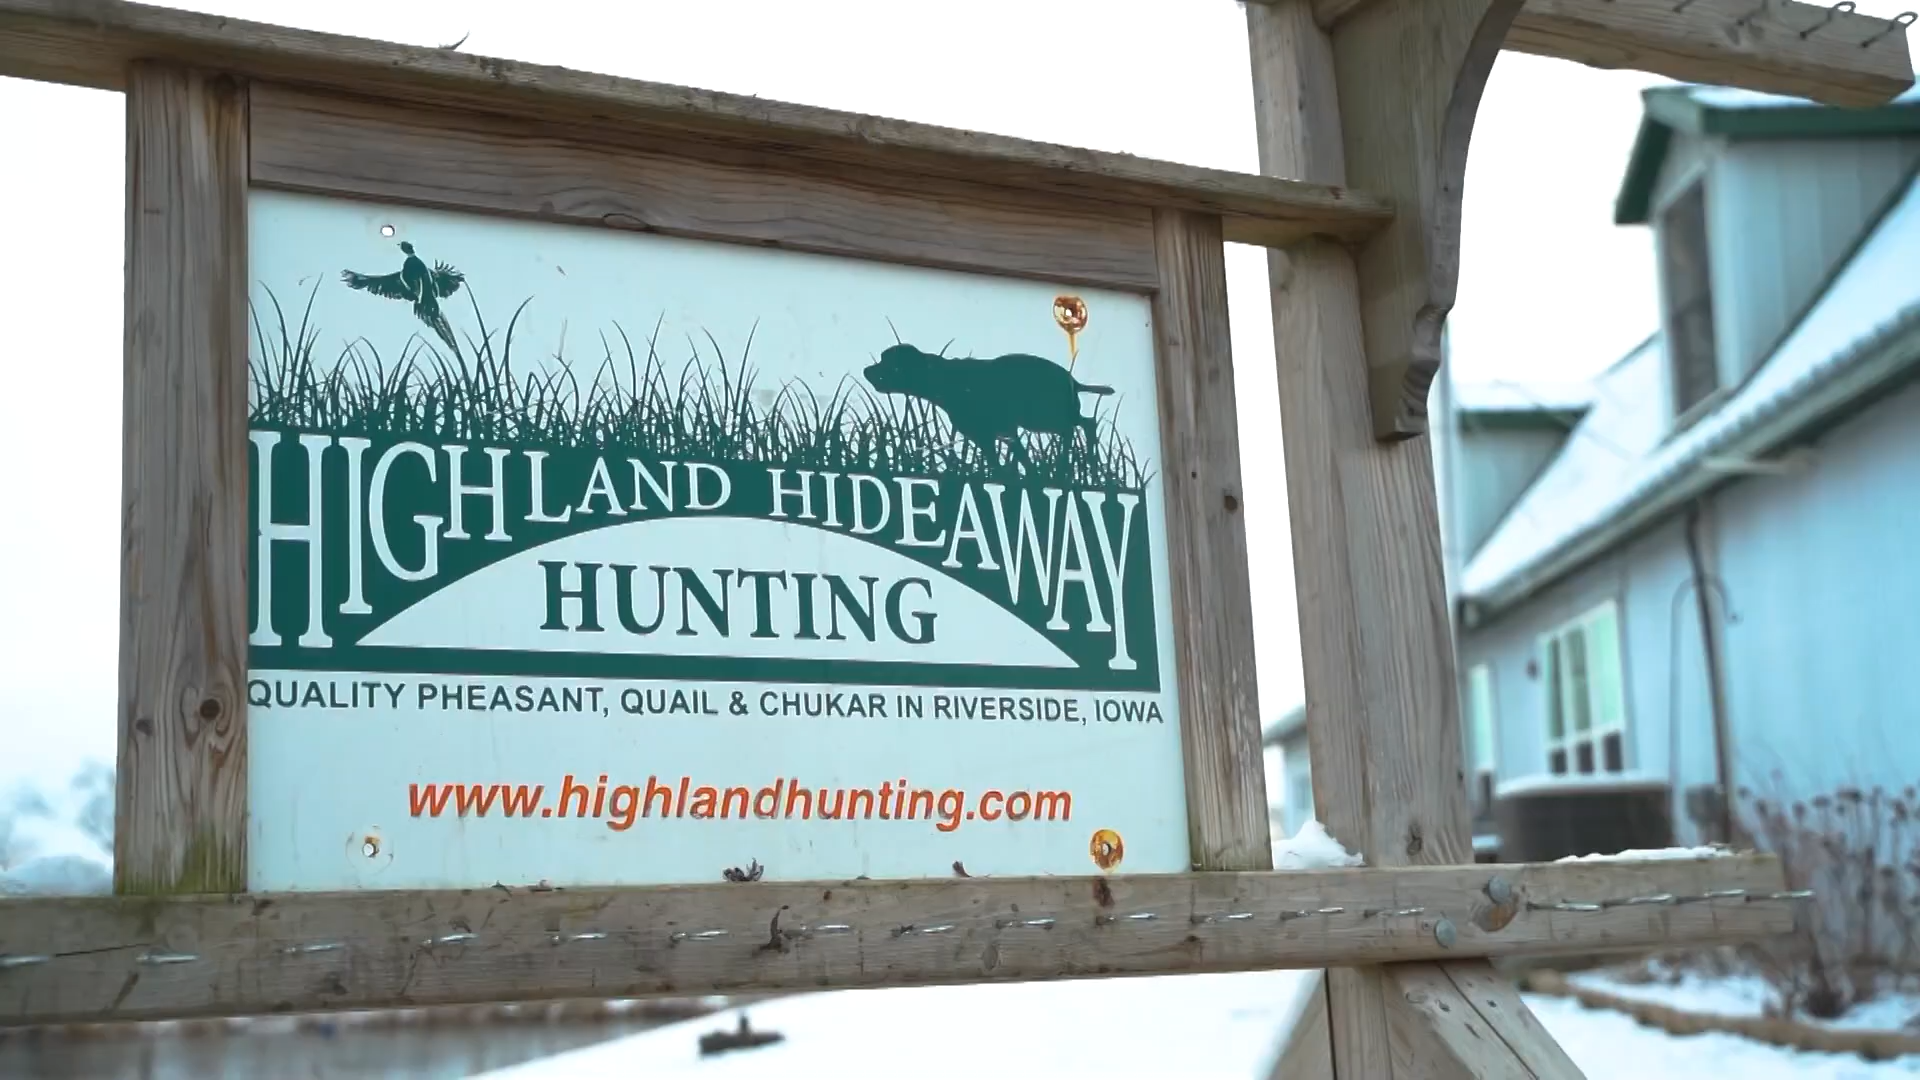 HIGHLAND HIDEAWAY
HUNTING
QUALITY PHEASANT, QUAIL & CHUKAR IN RIVERSIDE, IOWA
www.highlandhunting.com